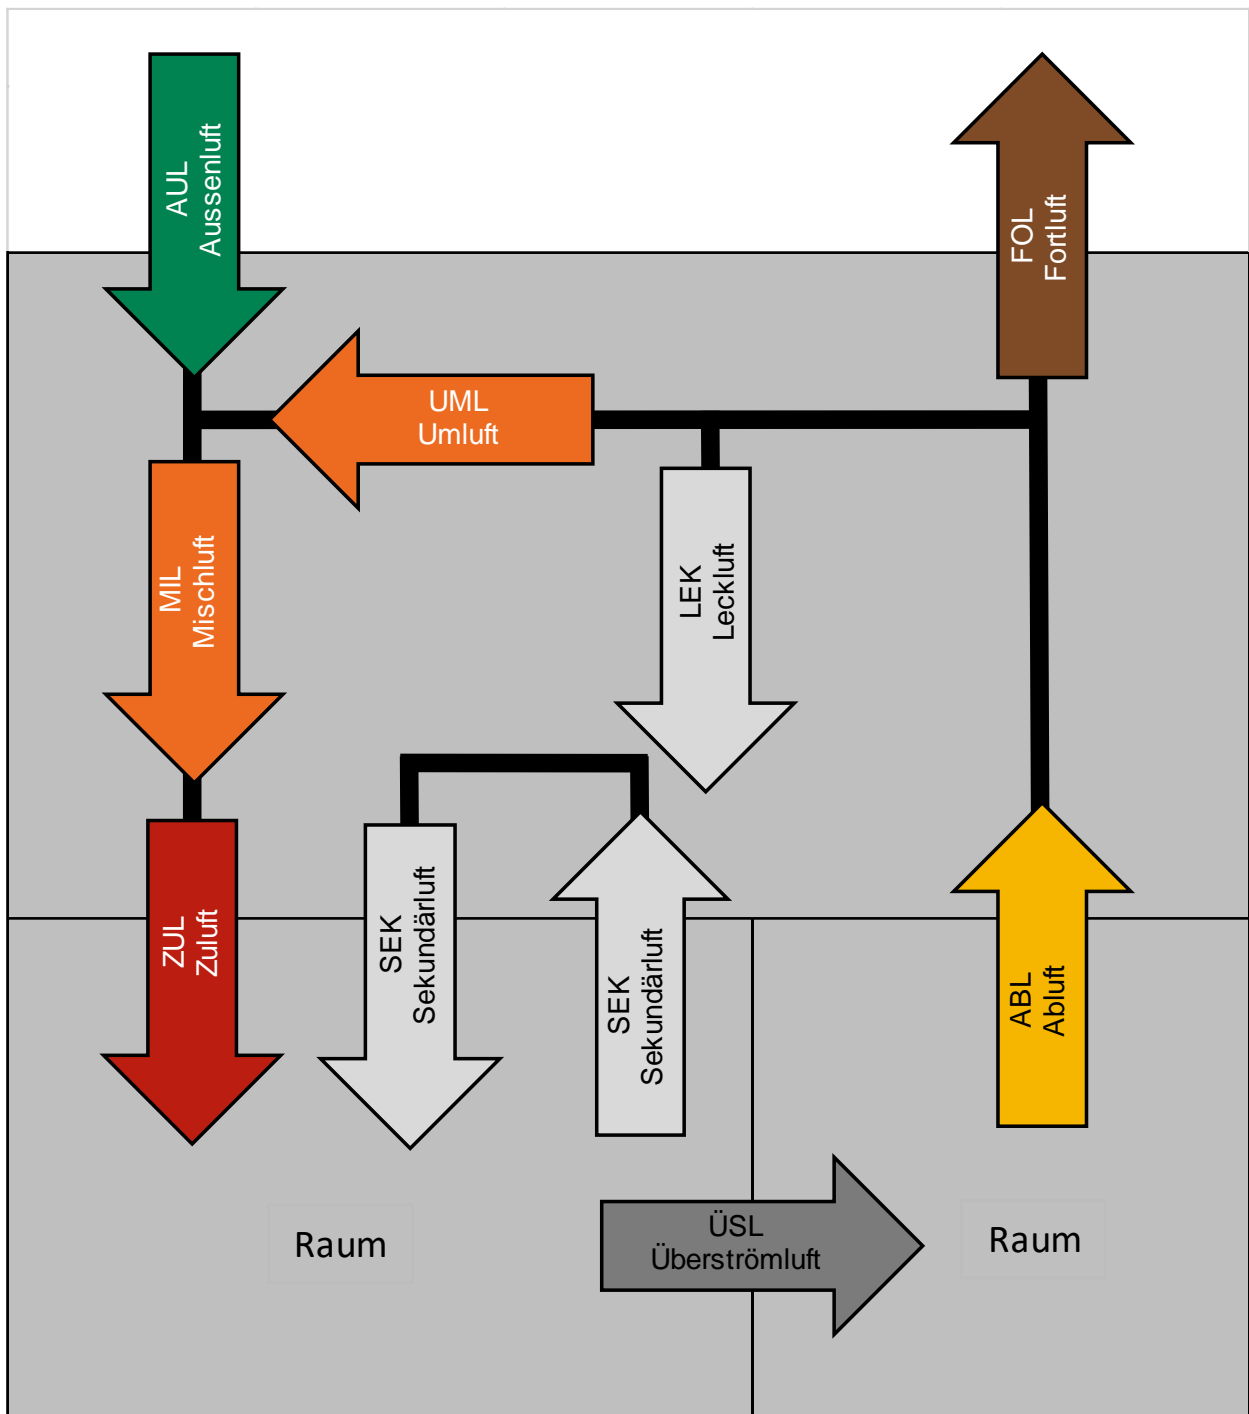 AUL
Aussenluft
FOL
Fortluft
UML
Umluft
MIL
Mischluft
LEK
Leckluft
ZUL
Zuluft
SEK
Sekundärluft
SEK
Sekundärluft
ABL
Abluft
Raum
ÜSL
Überströmluft
Raum